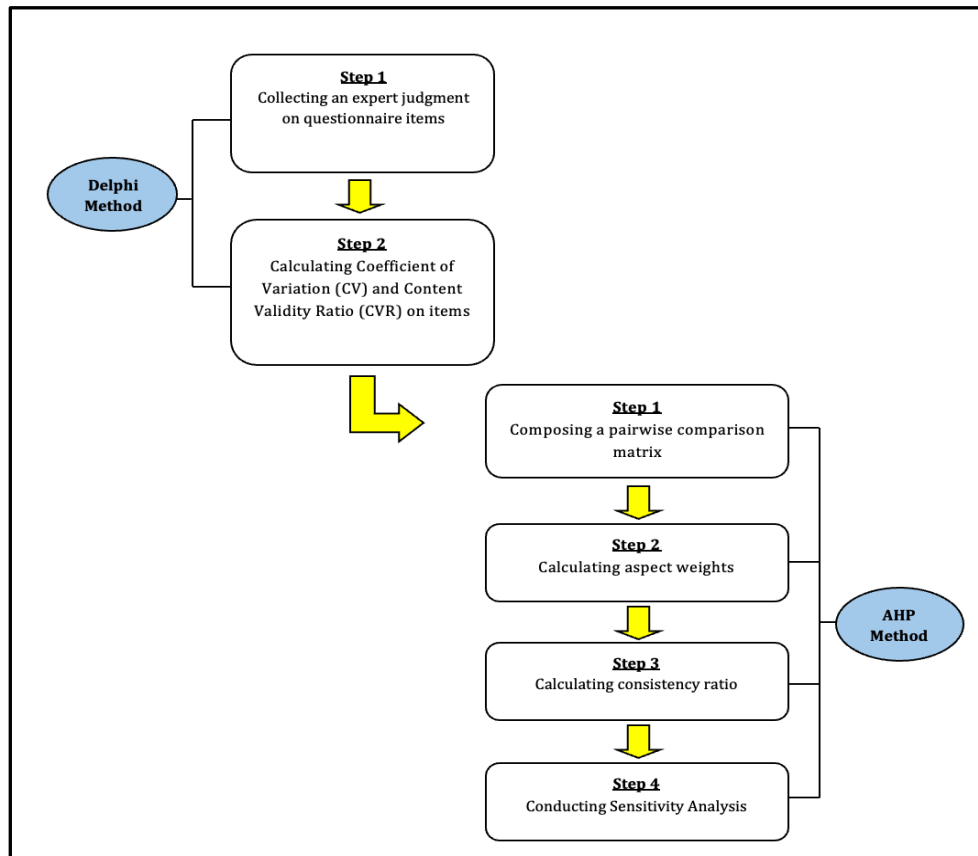 Step 1
Collecting an expert judgment
on questionnaire items
Delphi
Method
Step 2
Calculating Coefficient of
Variation (CV) and Content
Validity Ratio (CVR) on items
Step 1
Composing a pairwise comparison
matrix
Step 2
Calculating aspect weights
AHP
Method
Step 3
Calculating consistency ratio
Step 4
Conducting Sensitivity Analysis